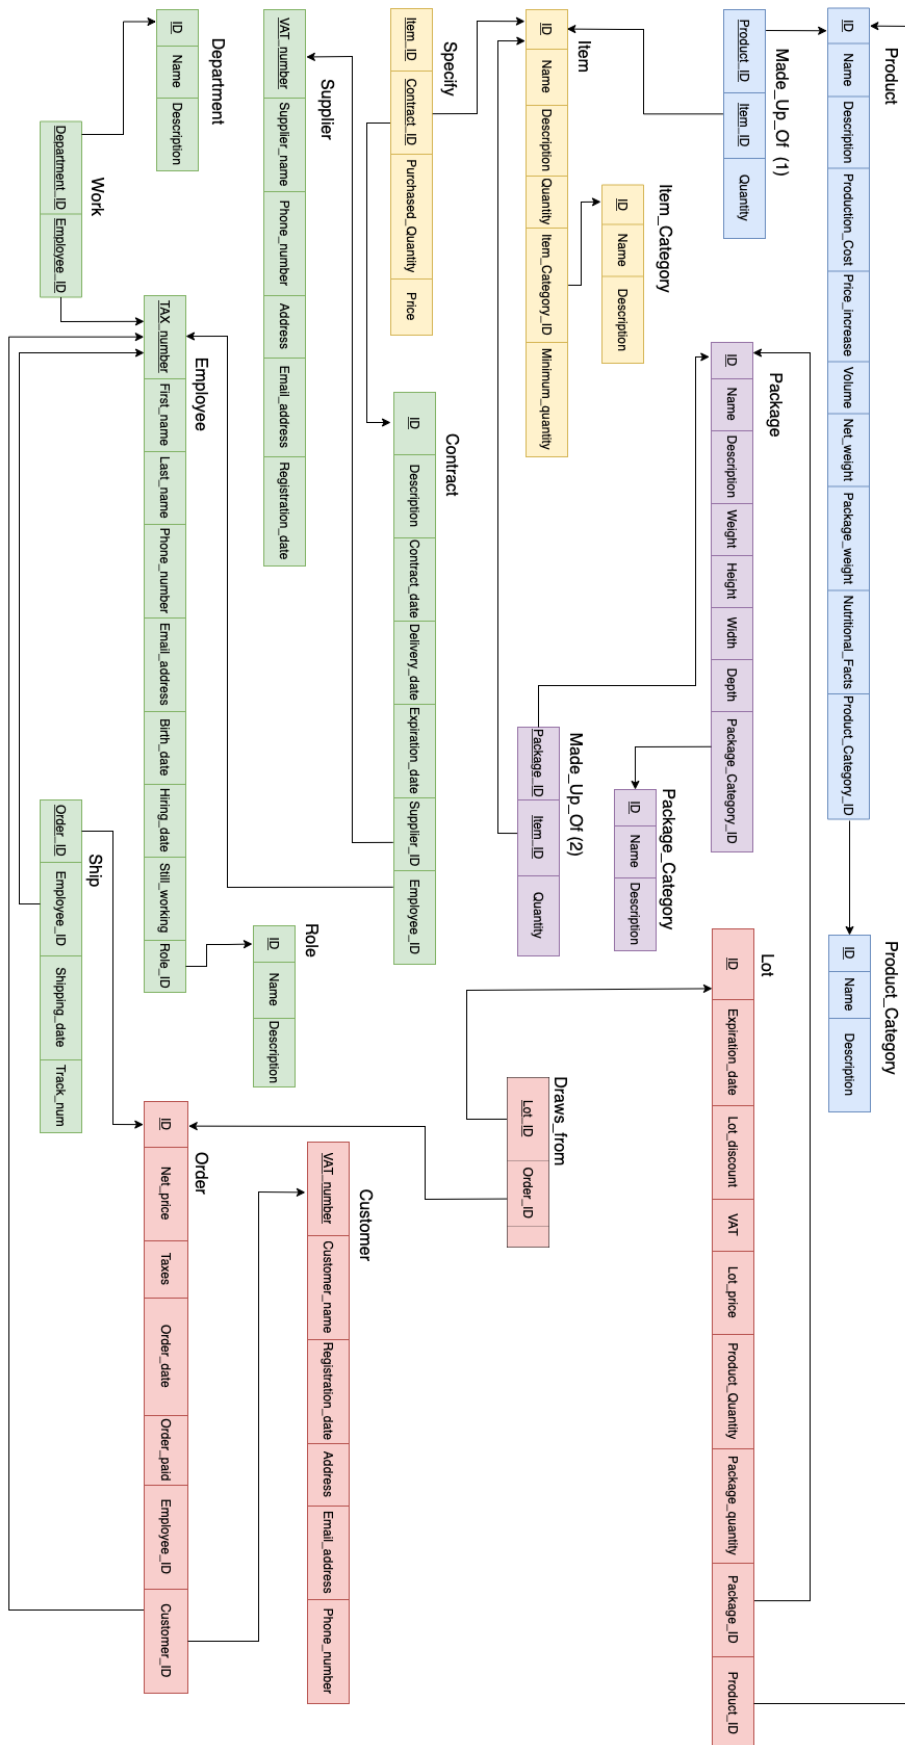 Product
ID Name Description Production_Cost Price_increase Volume Net_weight Package_weight Nutritional_Facts Product_Category_ID
Product_Category
ID Name Description
Made_Up_Of (1)
Product_ID Item_ID Quantity
Package
ID Name Description Weight Height Width Depth Package_Category_ID
Lot
ID Expiration_date Lot_discount VAT Lot_price Product_Quantity Package_quantity Package_ID Product_ID
Item_Category
ID Name Description
Package_Category
ID Name Description
Item
ID Name Description Quantity Item_Category_ID Minimum_quantity
Made_Up_Of (2)
Package_ID Item_ID Quantity
Draws_from
Lot_ID Order_ID
Specify
Item_ID Contract_ID Purchased_Quantity Price
Contract
ID Description Contract_date Delivery_date Expiration_date Supplier_ID Employee_ID
Supplier
VAT_number Supplier_name Phone_number Address Email_address Registration_date
Role
ID Name Description
Customer
VAT_number Customer_name Registration_date Address Email_address Phone_number
Department
ID Name Description
Employee
TAX_number First_name Last_name Phone_number Email_address Birth_date Hiring_date Still_working Role_ID
Order
ID Net_price Taxes Order_date Order_paid Employee_ID Customer_ID
Work
Department_ID Employee_ID
Ship
Order_ID Employee_ID Shipping_date Track_num